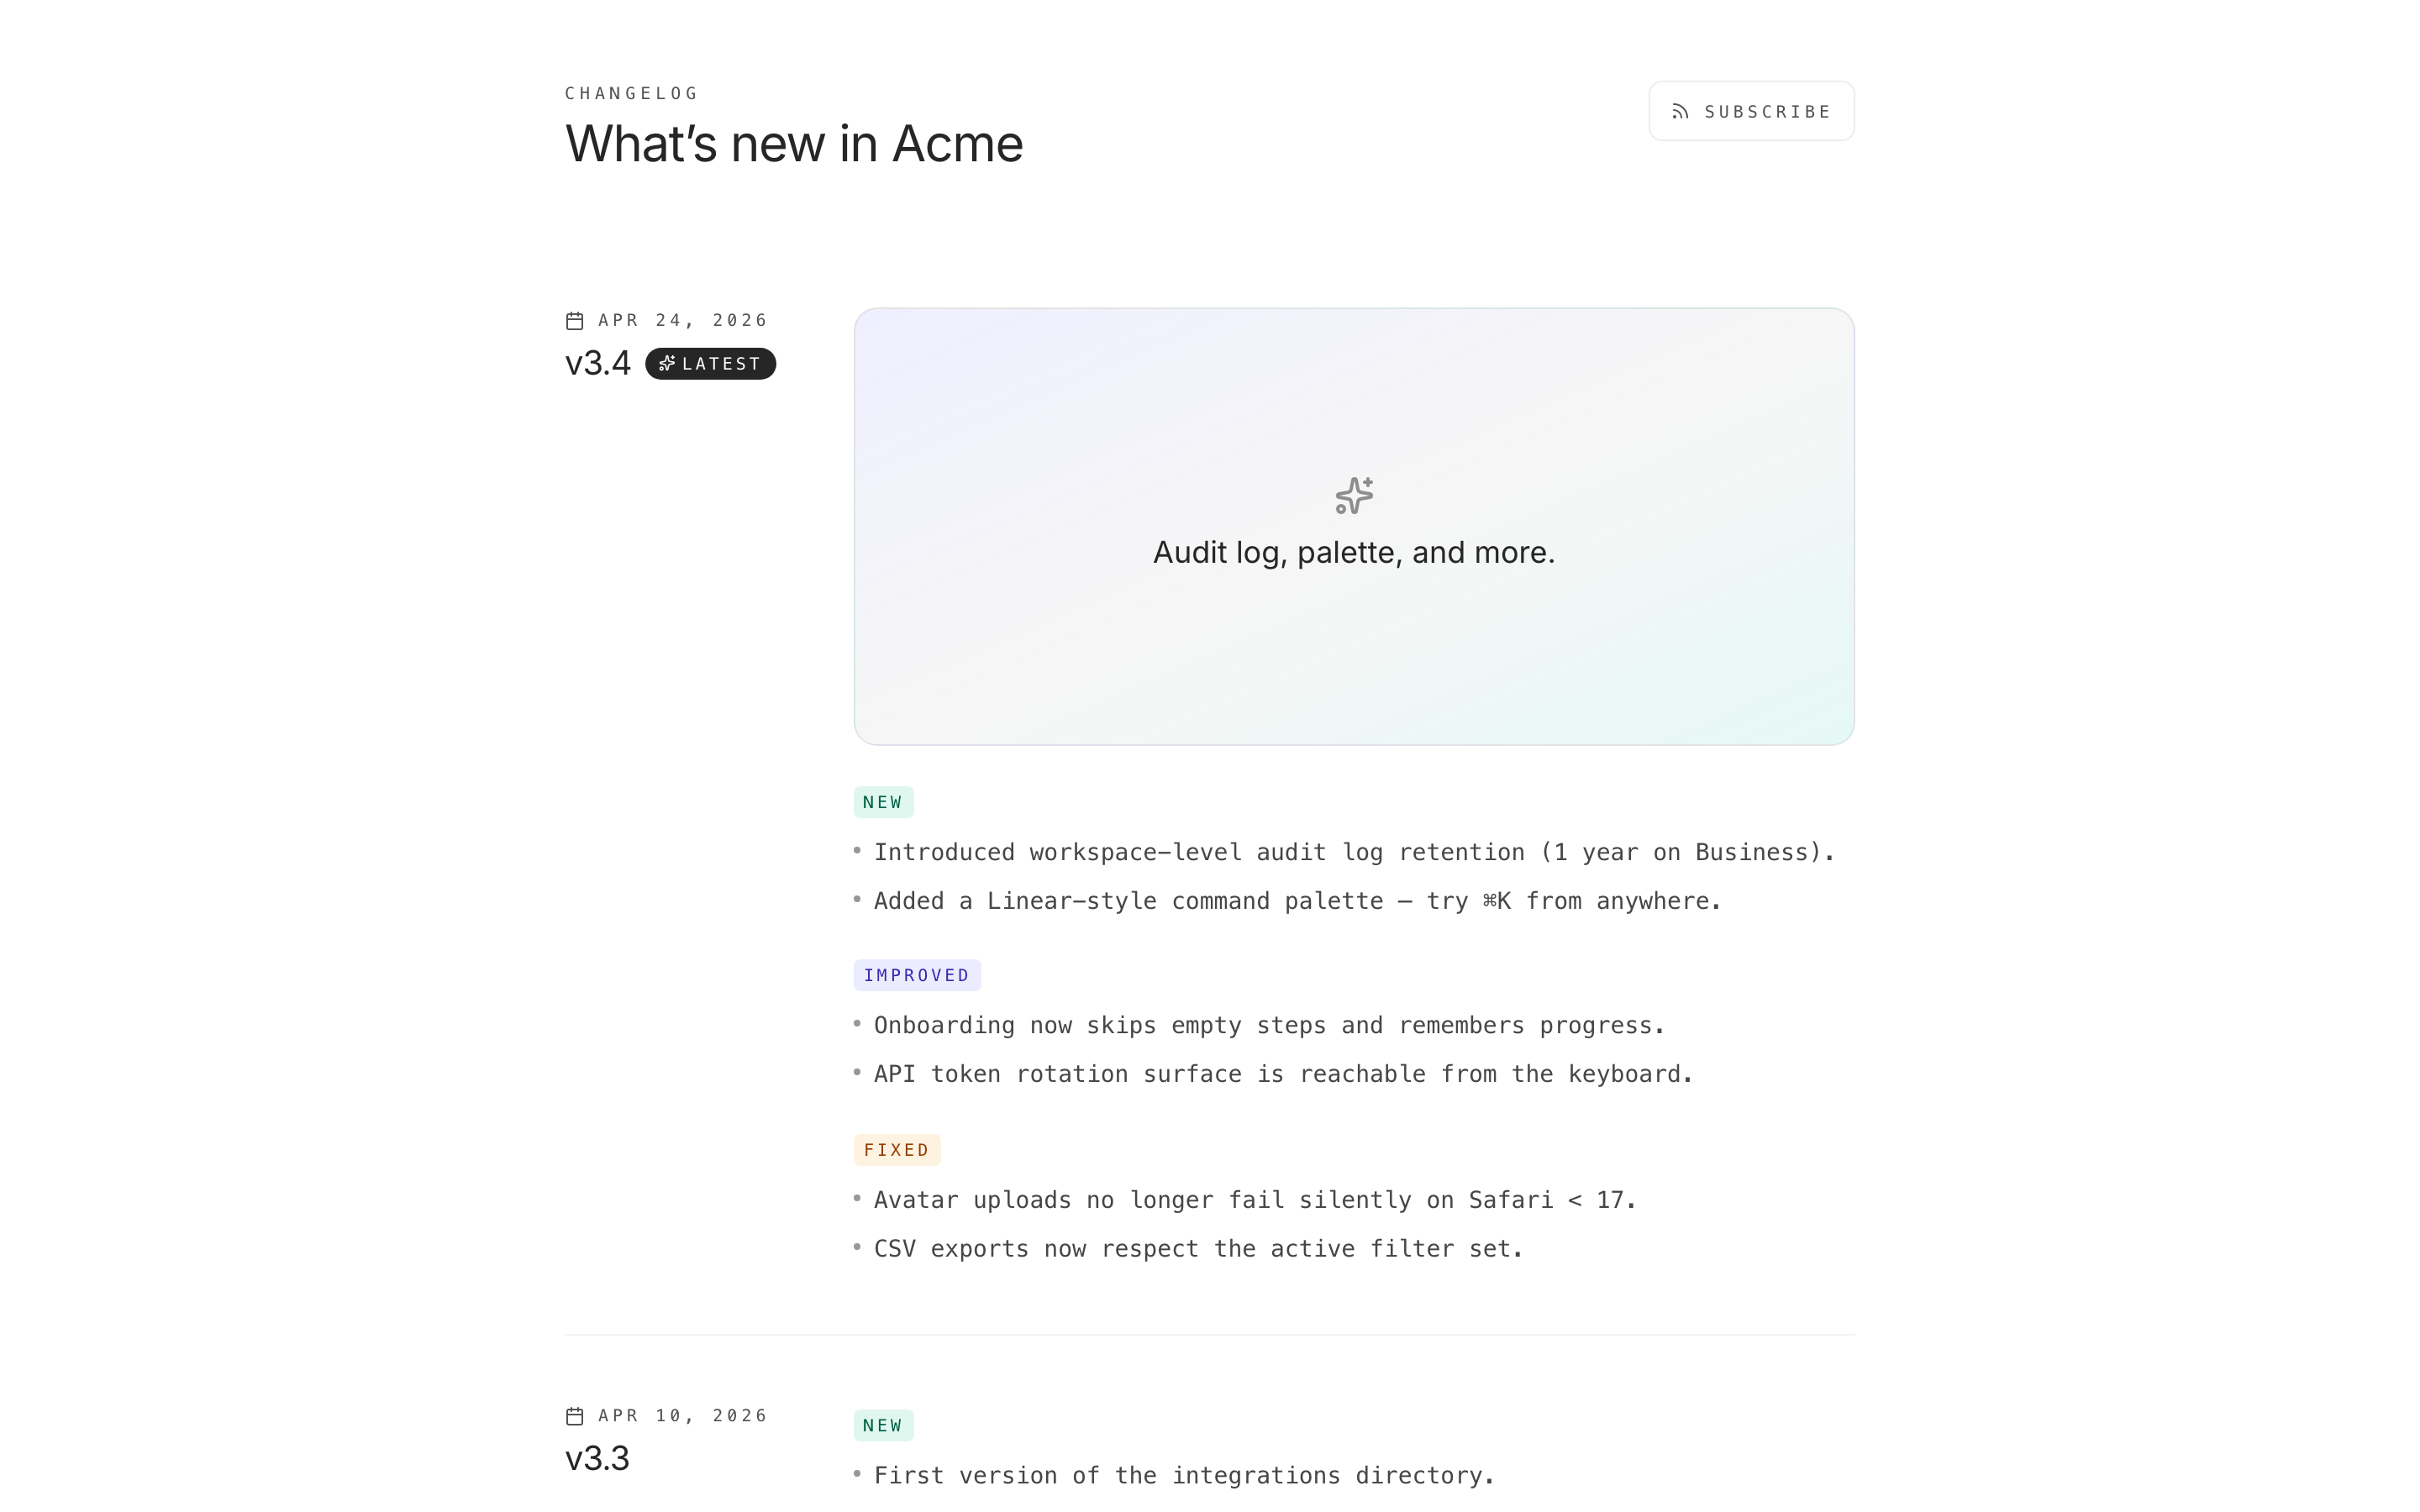 CHANGELOG
What’s new in Acme
SUBSCRIBE
APR 24, 2026
v3.4 LATEST
Audit log, palette, and more.
NEW
• Introduced workspace-level audit log retention (1 year on Business).
• Added a Linear-style command palette — try ⌘K from anywhere.
IMPROVED
• Onboarding now skips empty steps and remembers progress.
• API token rotation surface is reachable from the keyboard.
FIXED
• Avatar uploads no longer fail silently on Safari < 17.
• CSV exports now respect the active filter set.
APR 10, 2026
v3.3
NEW
• First version of the integrations directory.